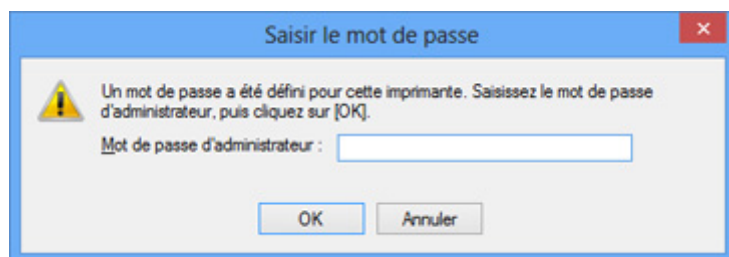 Saisir le mot de passe
Un mot de passe a été défini pour cette imprimante. Saisissez le mot de passe
d'administrateur, puis cliquez sur [OK].
Mot de passe d'administrateur :
OK Annuler